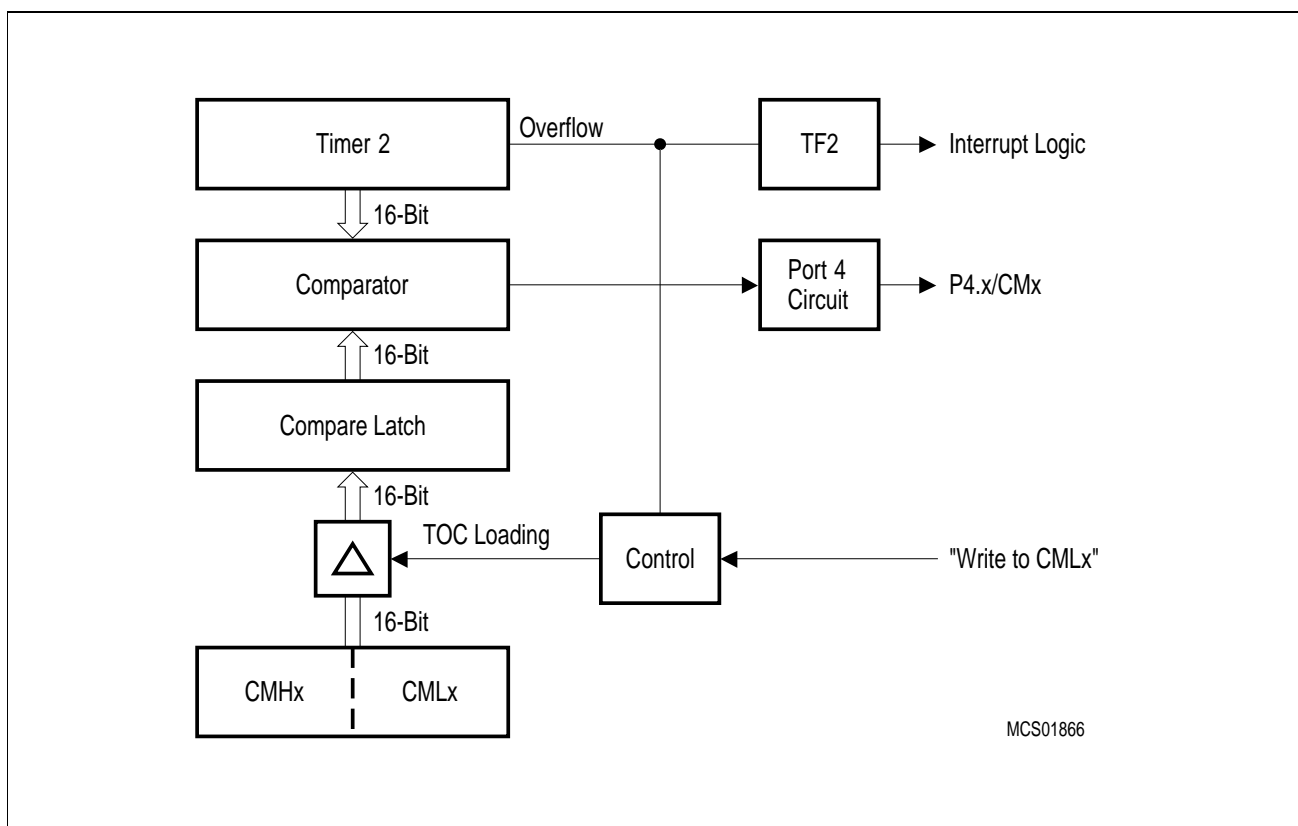 Timer 2
Overflow
TF2
Interrupt Logic
16-Bit
Comparator
Port 4
Circuit
P4.x/CMx
16-Bit
Compare Latch
16-Bit
TOC Loading
Control
"Write to CMLx"
16-Bit
CMHx
CMLx
MCS01866